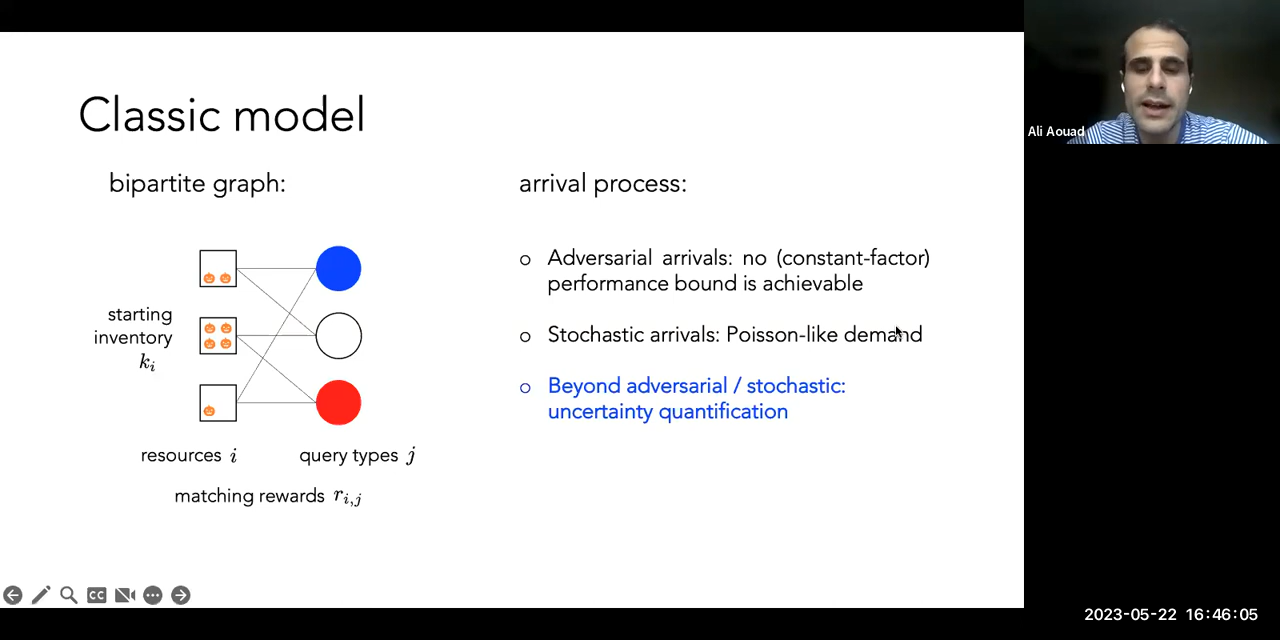 Classic model
bipartite graph:
starting
inventory
k_i
resources i
query types j
matching rewards r_{i,j}
arrival process:
Adversarial arrivals: no (constant-factor)
performance bound is achievable
Stochastic arrivals: Poisson-like demand
Beyond adversarial / stochastic:
uncertainty quantification
CC
Ali Aouad
2023-05-22 16:46:05